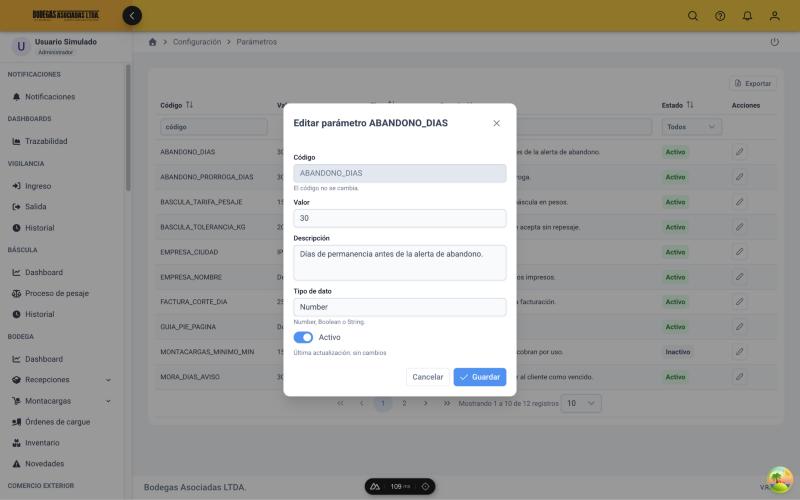 BODEGAS ASOCIADAS LTDA.
U
Usuario Simulado
Administrador
Configuración
Parámetros
NOTIFICACIONES
Notificaciones
DASHBOARDS
Trazabilidad
VIGILANCIA
Ingreso
Salida
Historial
BÁSCULA
Dashboard
Proceso de pesaje
Historial
BODEGA
Dashboard
Recepciones
Montacargas
Órdenes de cargue
Inventario
Novedades
COMERCIO EXTERIOR
Exportar
Código
Estado
Acciones
código
Todos
ABANDONO_DIAS
es de la alerta de abandono.
Activo
ABANDONO_PRORROGA_DIAS
Activo
BASCULA_TARIFA_PESAJE
áscula en pesos.
Activo
BASCULA_TOLERANCIA_KG
acepta sin repesaje.
Activo
EMPRESA_CIUDAD
Activo
EMPRESA_NOMBRE
os impresos.
Activo
FACTURA_CORTE_DIA
facturación.
Activo
GUIA_PIE_PAGINA
Activo
MONTACARGAS_MINIMO_MIN
cobran por uso.
Inactivo
MORA_DIAS_AVISO
al cliente como vencido.
Activo
Editar parámetro ABANDONO_DIAS
Código
ABANDONO_DIAS
El código no se cambia.
Valor
30
Descripción
Días de permanencia antes de la alerta de abandono.
Tipo de dato
Number
Number, Boolean o String.
Activo
Última actualización: sin cambios
Cancelar
Guardar
1
2
Mostrando 1 a 10 de 12 registros
10
Bodegas Asociadas LTDA.
109 ms